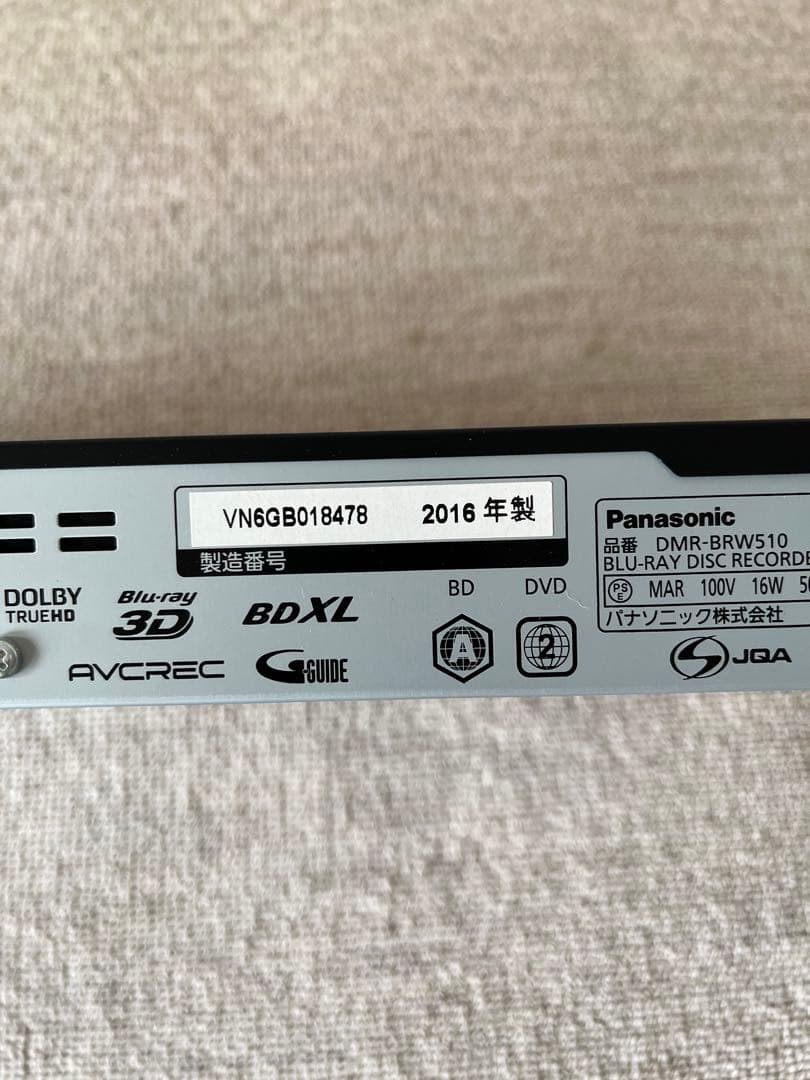 VN6GB018478 2016 年製
製造番号
DOLBY
TRUEHD
Blu-ray
3D
BDXL
AVCREC
G-GUIDE
BD DVD
A 2
Panasonic
品番 DMR-BRW510
BLU-RAY DISC RECORDE
PS
E
MAR 100V 16W
パナソニック株式会社
JQA